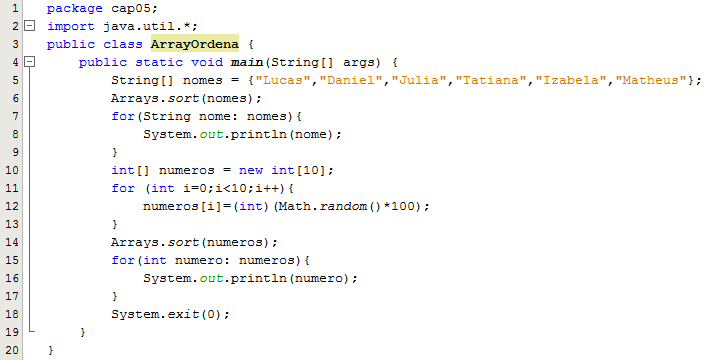 1 package cap05;
2 import java.util.*;
3 public class ArrayOrdena {
4 public static void main(String[] args) {
5 String[] nomes = {"Lucas","Daniel","Julia","Tatiana","Izabela","Matheus"};
6 Arrays.sort(nomes);
7 for(String nome: nomes){
8 System.out.println(nome);
9 }
10 int[] numeros = new int[10];
11 for (int i=0;i<10;i++){
12 numeros[i]=(int)(Math.random()*100);
13 }
14 Arrays.sort(numeros);
15 for(int numero: numeros){
16 System.out.println(numero);
17 }
18 System.exit(0);
19 }
20 }